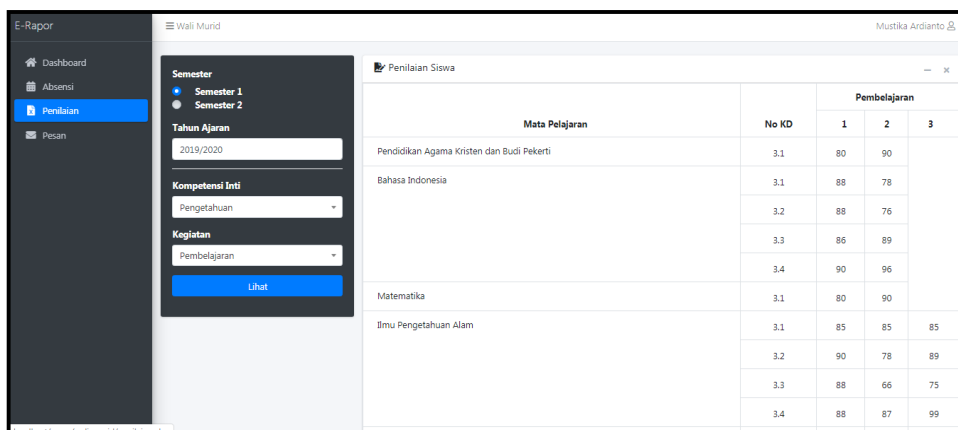 E-Rapor
Wali Murid
Mustika Ardianto
Dashboard
Absensi
Penilaian
Pesan
Semester
Semester 1
Semester 2
Tahun Ajaran
2019/2020
Kompetensi Inti
Pengetahuan
Kegiatan
Pembelajaran
Lihat
Penilaian Siswa
Pembelajaran
Mata Pelajaran No KD 1 2 3
Pendidikan Agama Kristen dan Budi Pekerti 3.1 80 90
Bahasa Indonesia 3.1 88 78
3.2 88 76
3.3 86 89
3.4 90 96
Matematika 3.1 80 90
Ilmu Pengetahuan Alam 3.1 85 85 85
3.2 90 78 89
3.3 88 66 75
3.4 88 87 99